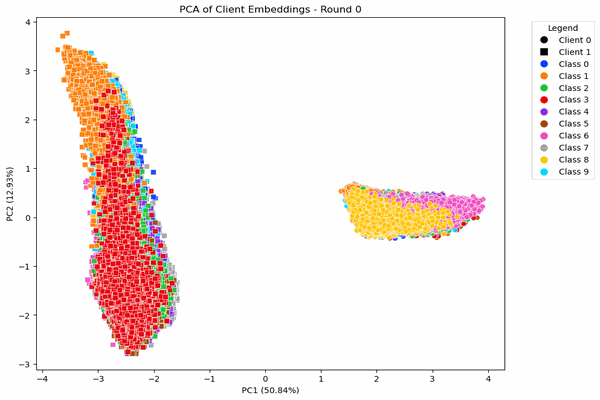 PCA of Client Embeddings - Round 0
Legend
Client 0
Client 1
Class 0
Class 1
Class 2
Class 3
Class 4
Class 5
Class 6
Class 7
Class 8
Class 9
PC2 (12.93%)
4
3
2
1
0
−1
−2
−3
−4
−3
−2
−1
0
1
2
3
4
PC1 (50.84%)